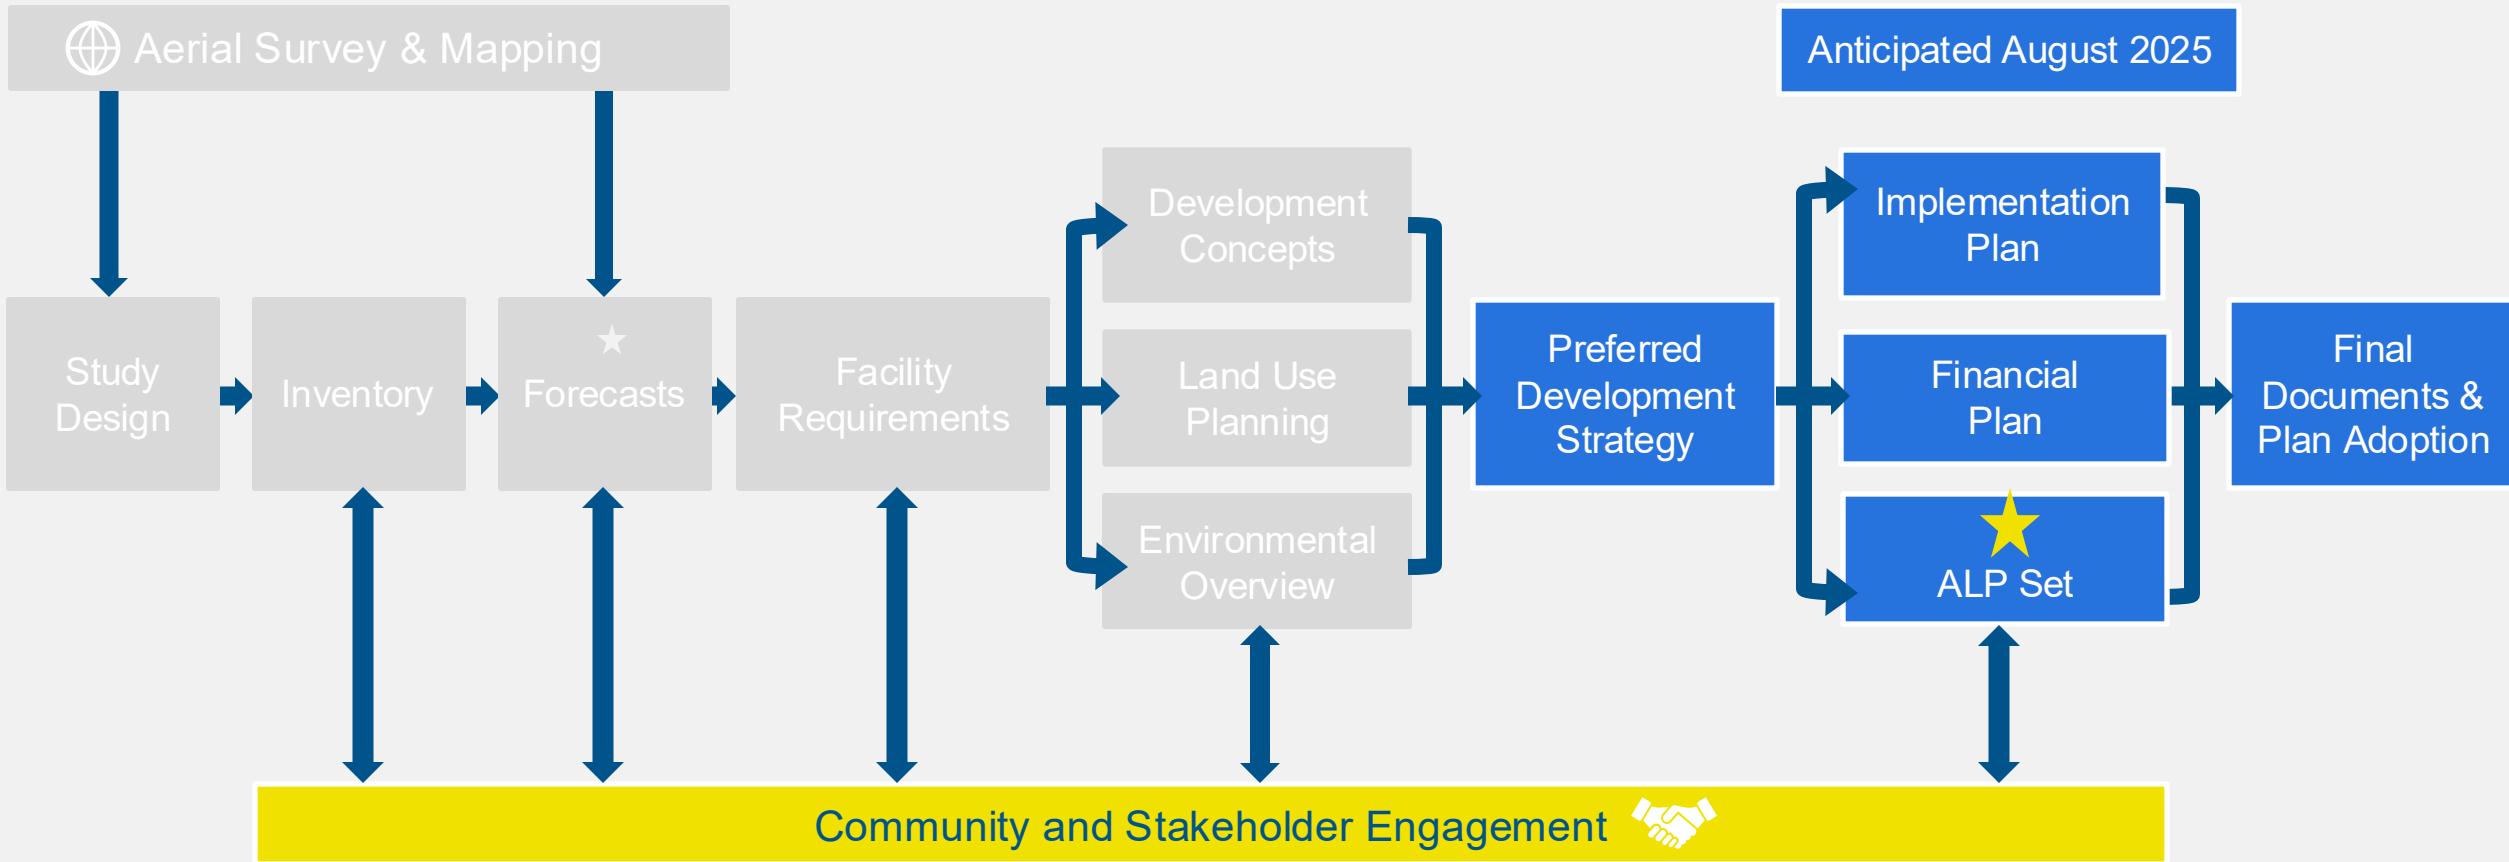 Aerial Survey & Mapping
Anticipated August 2025
Study
Design
Inventory
Forecasts
Facility
Requirements
Development
Concepts
Land Use
Planning
Environmental
Overview
Preferred
Development
Strategy
Implementation
Plan
Financial
Plan
ALP Set
Final
Documents &
Plan Adoption
Community and Stakeholder Engagement